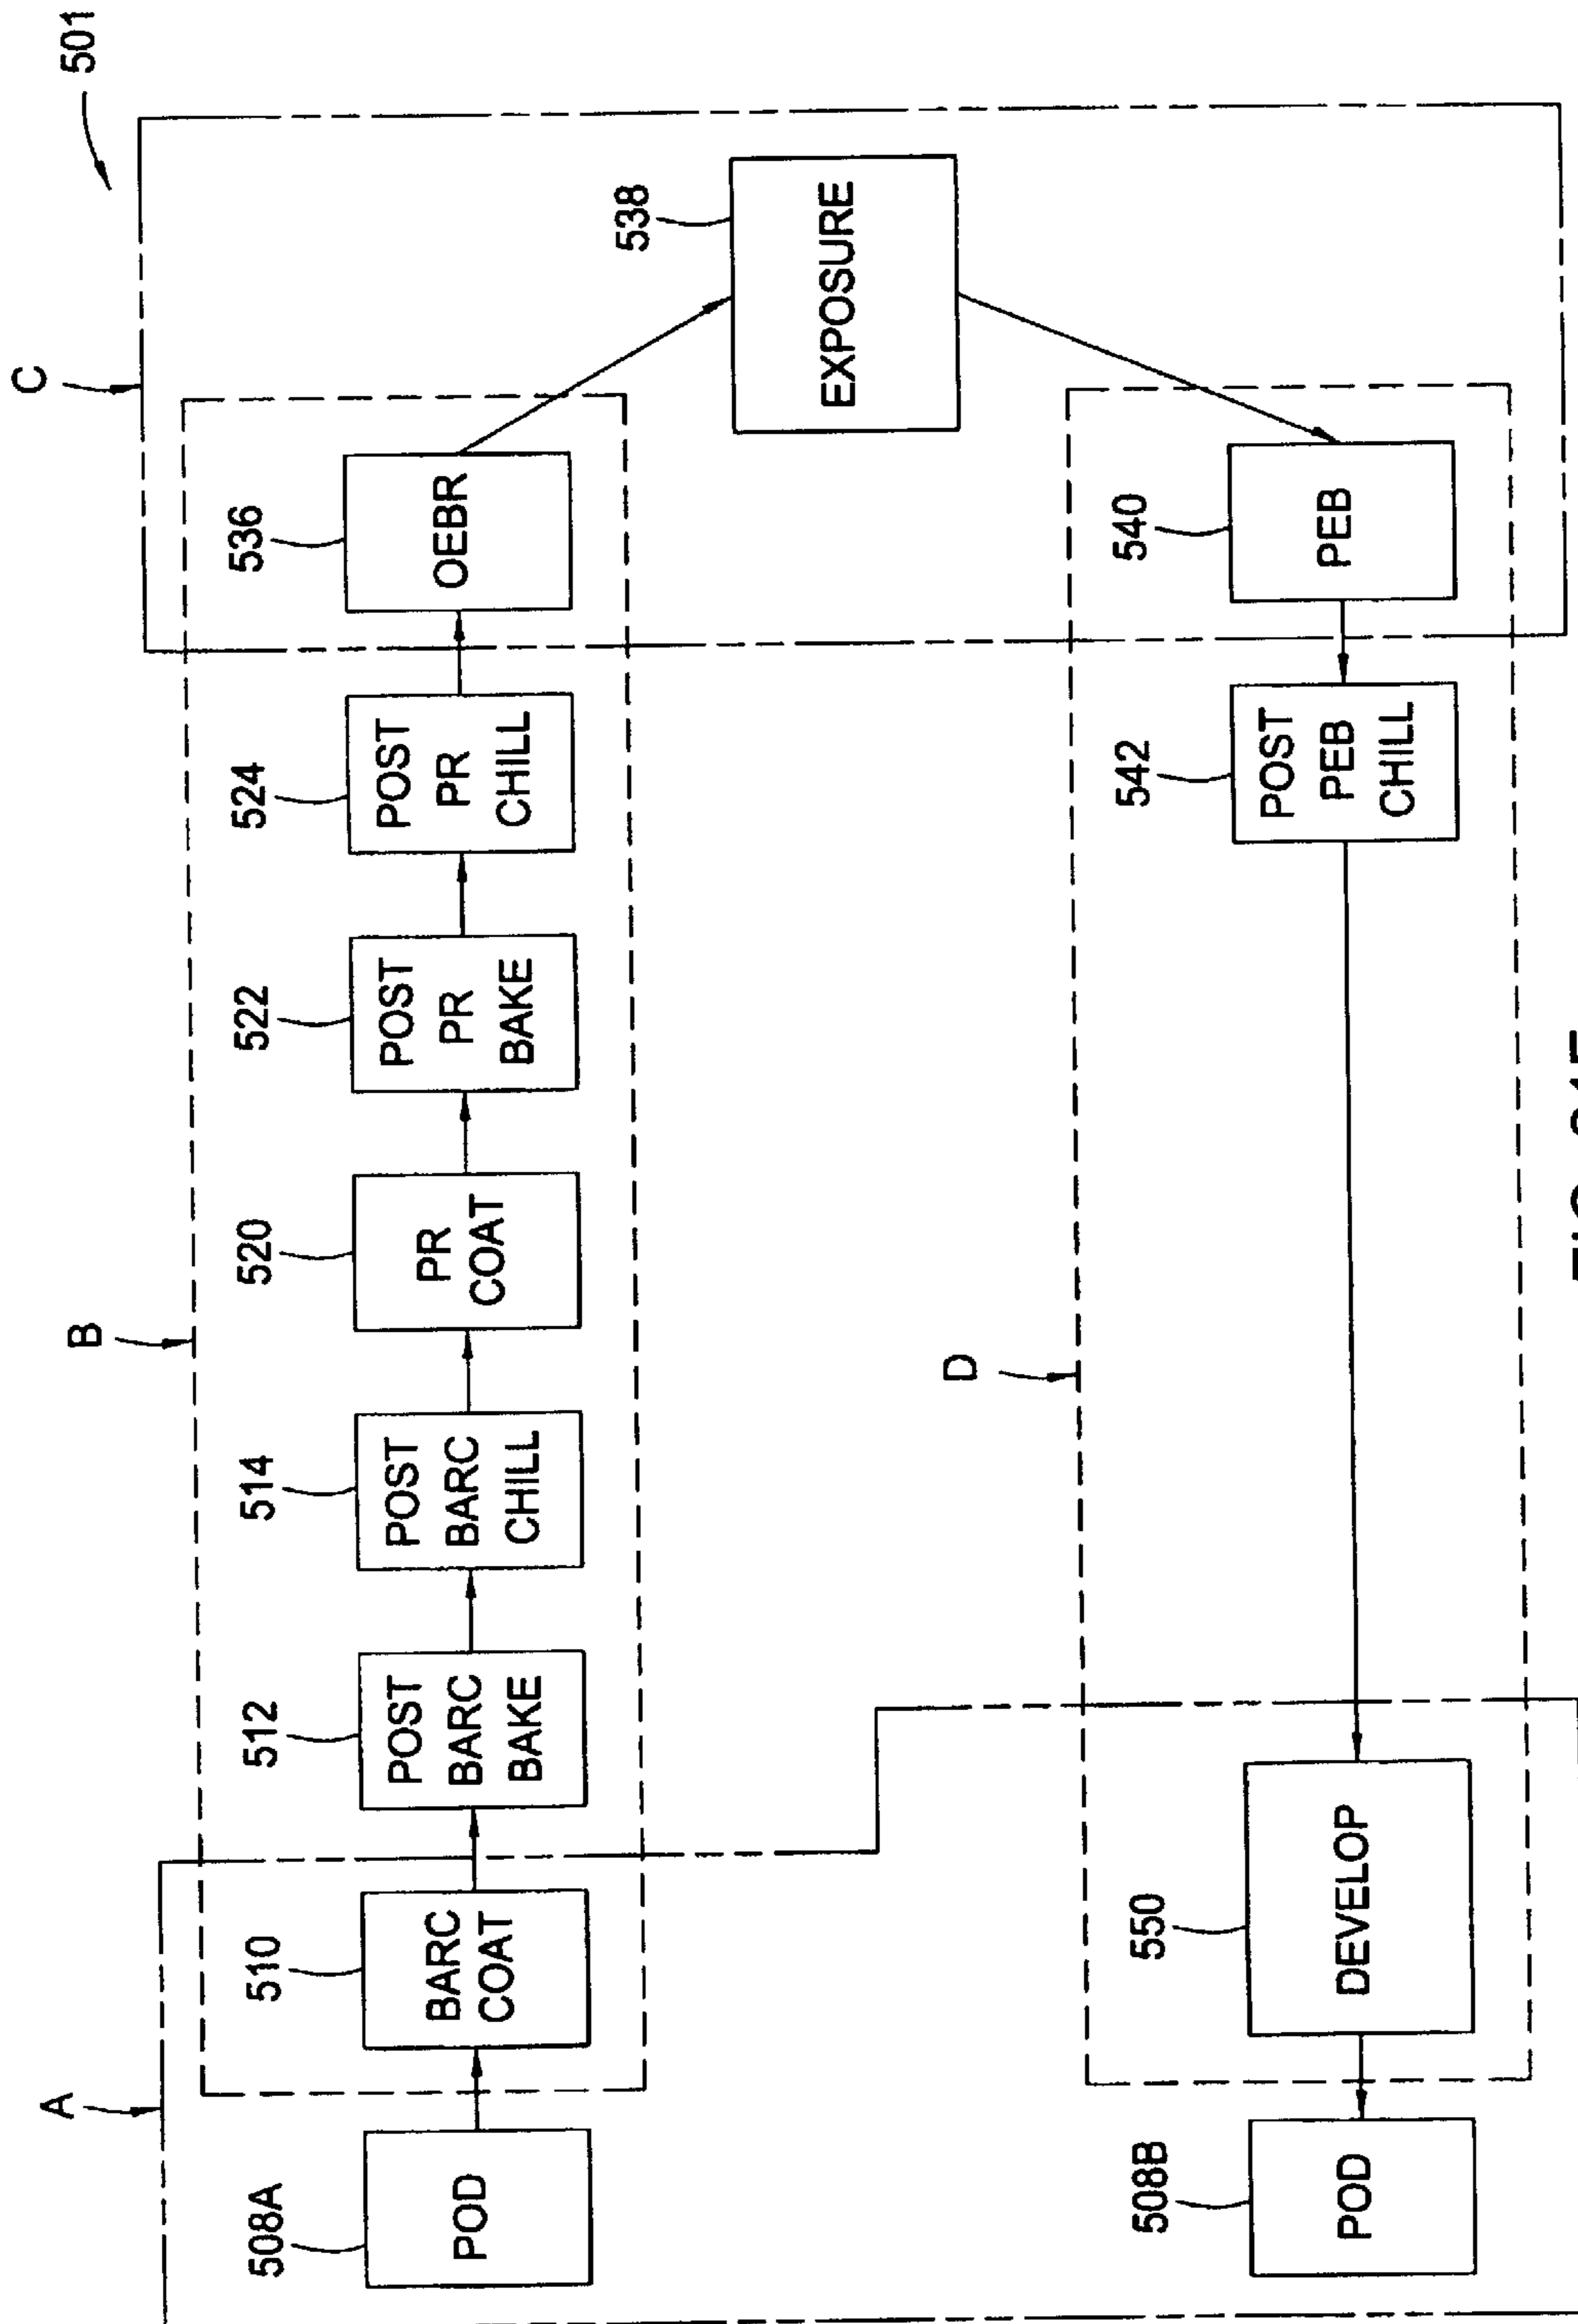 A
B
C
501
508A
510
512
514
520
522
524
536
POD
BARC
COAT
POST
BARC
BAKE
POST
BARC
CHILL
PR
COAT
POST
PR
BAKE
POST
PR
CHILL
OEBR
538
EXPOSURE
D
508B
550
542
540
POD
DEVELOP
POST
PEB
CHILL
PEB